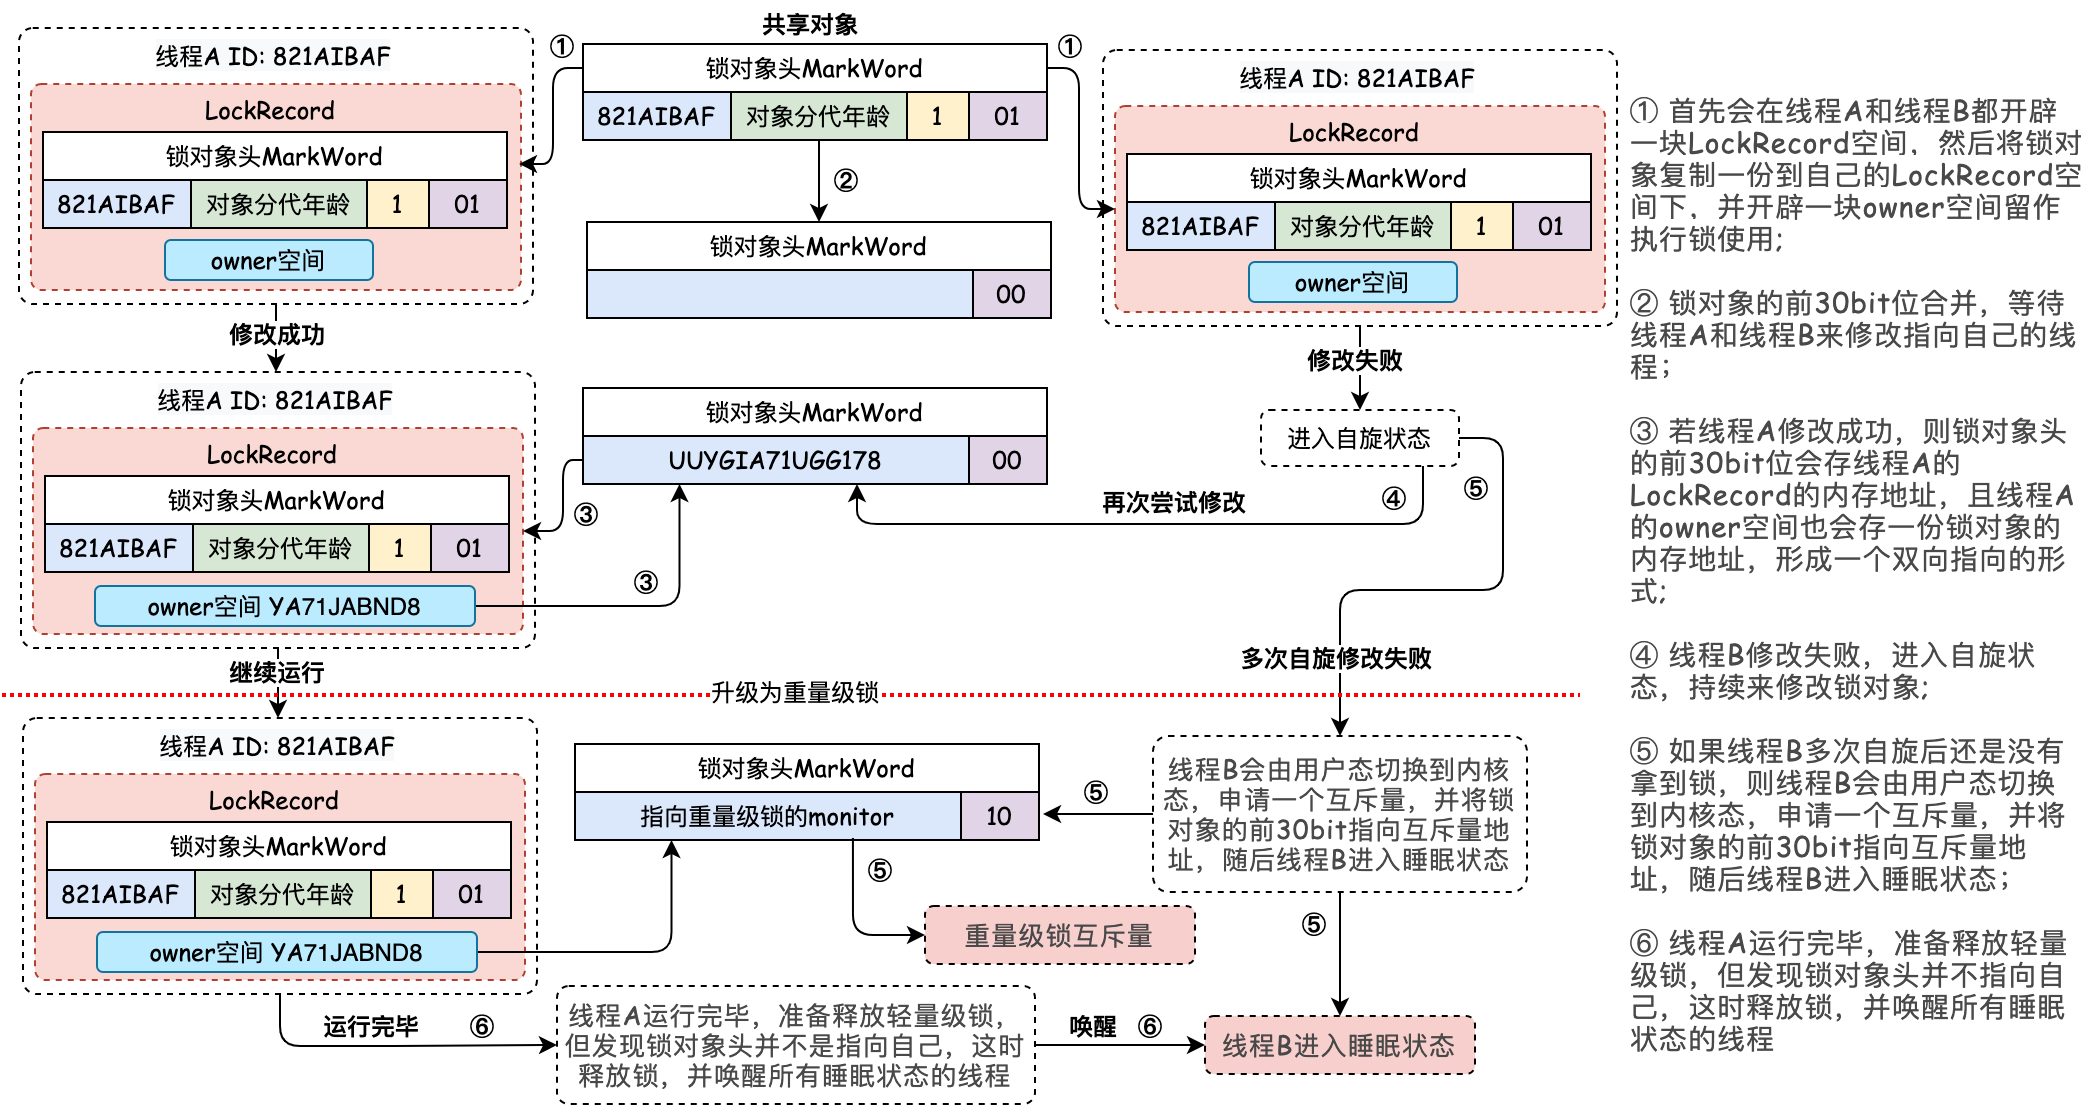 共享对象
线程A ID: 821AIBAF
LockRecord
锁对象头MarkWord
821AIBAF 对象分代年龄 1 01
owner空间
①
锁对象头MarkWord
821AIBAF 对象分代年龄 1 01
①
②
锁对象头MarkWord
00
线程A ID: 821AIBAF
LockRecord
锁对象头MarkWord
821AIBAF 对象分代年龄 1 01
owner空间
修改成功
修改失败
线程A ID: 821AIBAF
LockRecord
锁对象头MarkWord
821AIBAF 对象分代年龄 1 01
owner空间 YA71JABND8
③
③
锁对象头MarkWord
UUYGIA71UGG178 00
进入自旋状态
再次尝试修改 ④
⑤
继续运行
多次自旋修改失败
升级为重量级锁
线程A ID: 821AIBAF
LockRecord
锁对象头MarkWord
821AIBAF 对象分代年龄 1 01
owner空间 YA71JABND8
锁对象头MarkWord
指向重量级锁的monitor 10
⑤
⑤
重量级锁互斥量
线程B会由用户态切换到内核
态，申请一个互斥量，并将锁
对象的前30bit指向互斥量地
址，随后线程B进入睡眠状态
⑤
运行完毕 ⑥
线程A运行完毕，准备释放轻量级锁，
但发现锁对象头并不是指向自己，这时
释放锁，并唤醒所有睡眠状态的线程
唤醒 ⑥
线程B进入睡眠状态
① 首先会在线程A和线程B都开辟
一块LockRecord空间，然后将锁对
象复制一份到自己的LockRecord空
间下，并开辟一块owner空间留作
执行锁使用;
② 锁对象的前30bit位合并，等待
线程A和线程B来修改指向自己的线
程；
③ 若线程A修改成功，则锁对象头
的前30bit位会存线程A的
LockRecord的内存地址，且线程A
的owner空间也会存一份锁对象的
内存地址，形成一个双向指向的形
式;
④ 线程B修改失败，进入自旋状
态，持续来修改锁对象;
⑤ 如果线程B多次自旋后还是没有
拿到锁，则线程B会由用户态切换
到内核态，申请一个互斥量，并将
锁对象的前30bit指向互斥量地
址，随后线程B进入睡眠状态；
⑥ 线程A运行完毕，准备释放轻量
级锁，但发现锁对象头并不指向自
己，这时释放锁，并唤醒所有睡眠
状态的线程